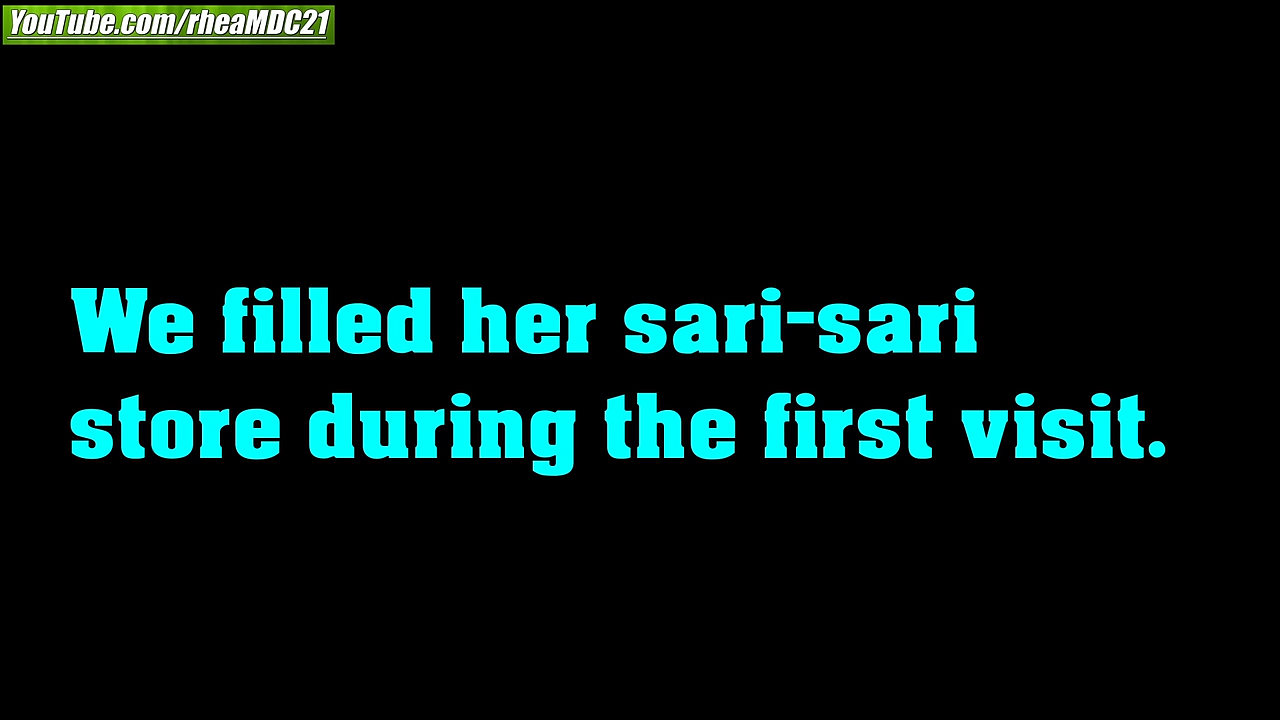 YouTube.com/rheaMDC21
We filled her sari-sari
store during the first visit.